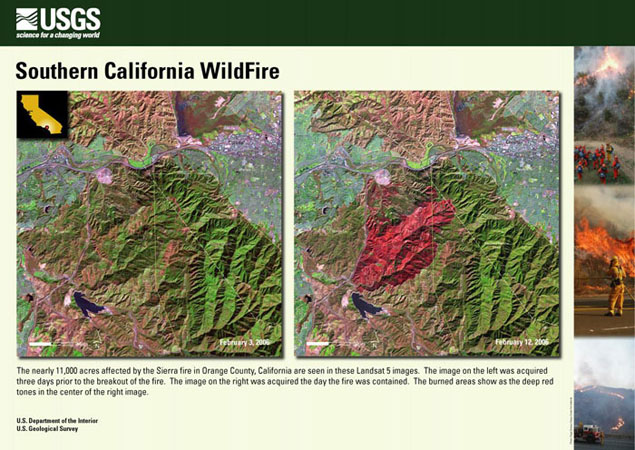 USGS
science for a changing world
Southern California WildFire
February 3, 2006
February 12, 2006
The nearly 11,000 acres affected by the Sierra fire in Orange County, California are seen in these Landsat 5 images. The image on the left was acquired
three days prior to the breakout of the fire. The image on the right was acquired the day the fire was contained. The burned areas show as the deep red
tones in the center of the right image.
U.S. Department of the Interior
U.S. Geological Survey